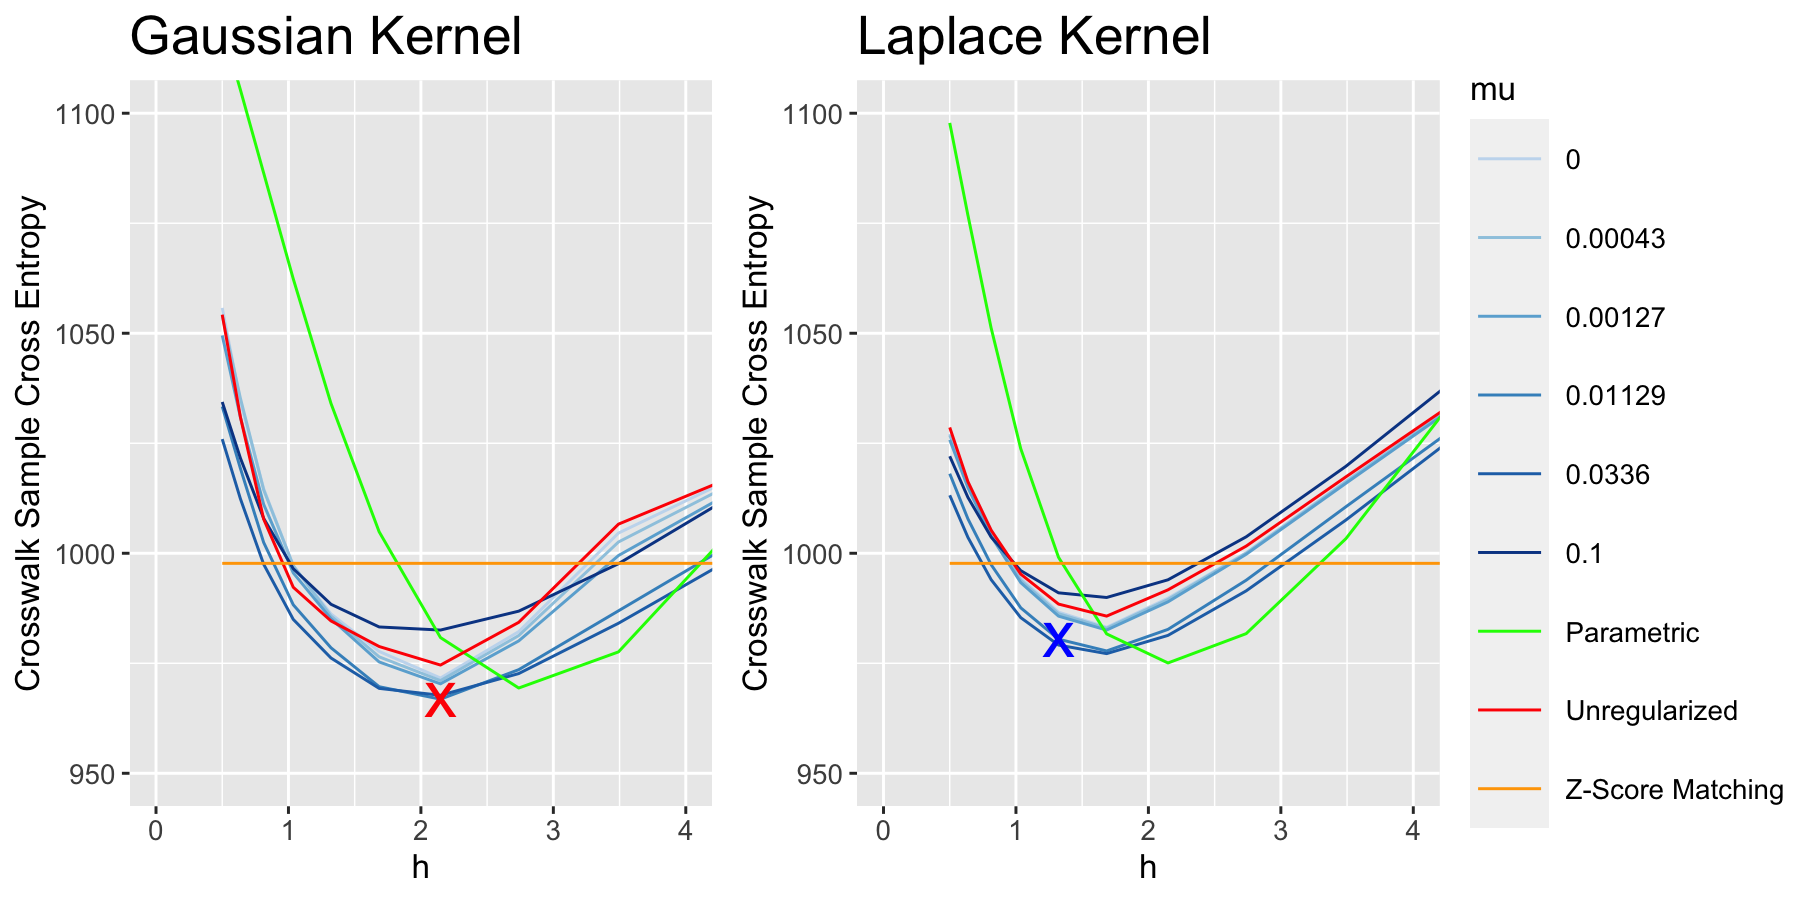 Gaussian Kernel
Crosswalk Sample Cross Entropy
1100
1050
1000
950
X
0 1 2 3 4
h
Laplace Kernel
Crosswalk Sample Cross Entropy
1100
1050
1000
950
X
0 1 2 3 4
h
mu
0
0.00043
0.00127
0.01129
0.0336
0.1
Parametric
Unregularized
Z-Score Matching